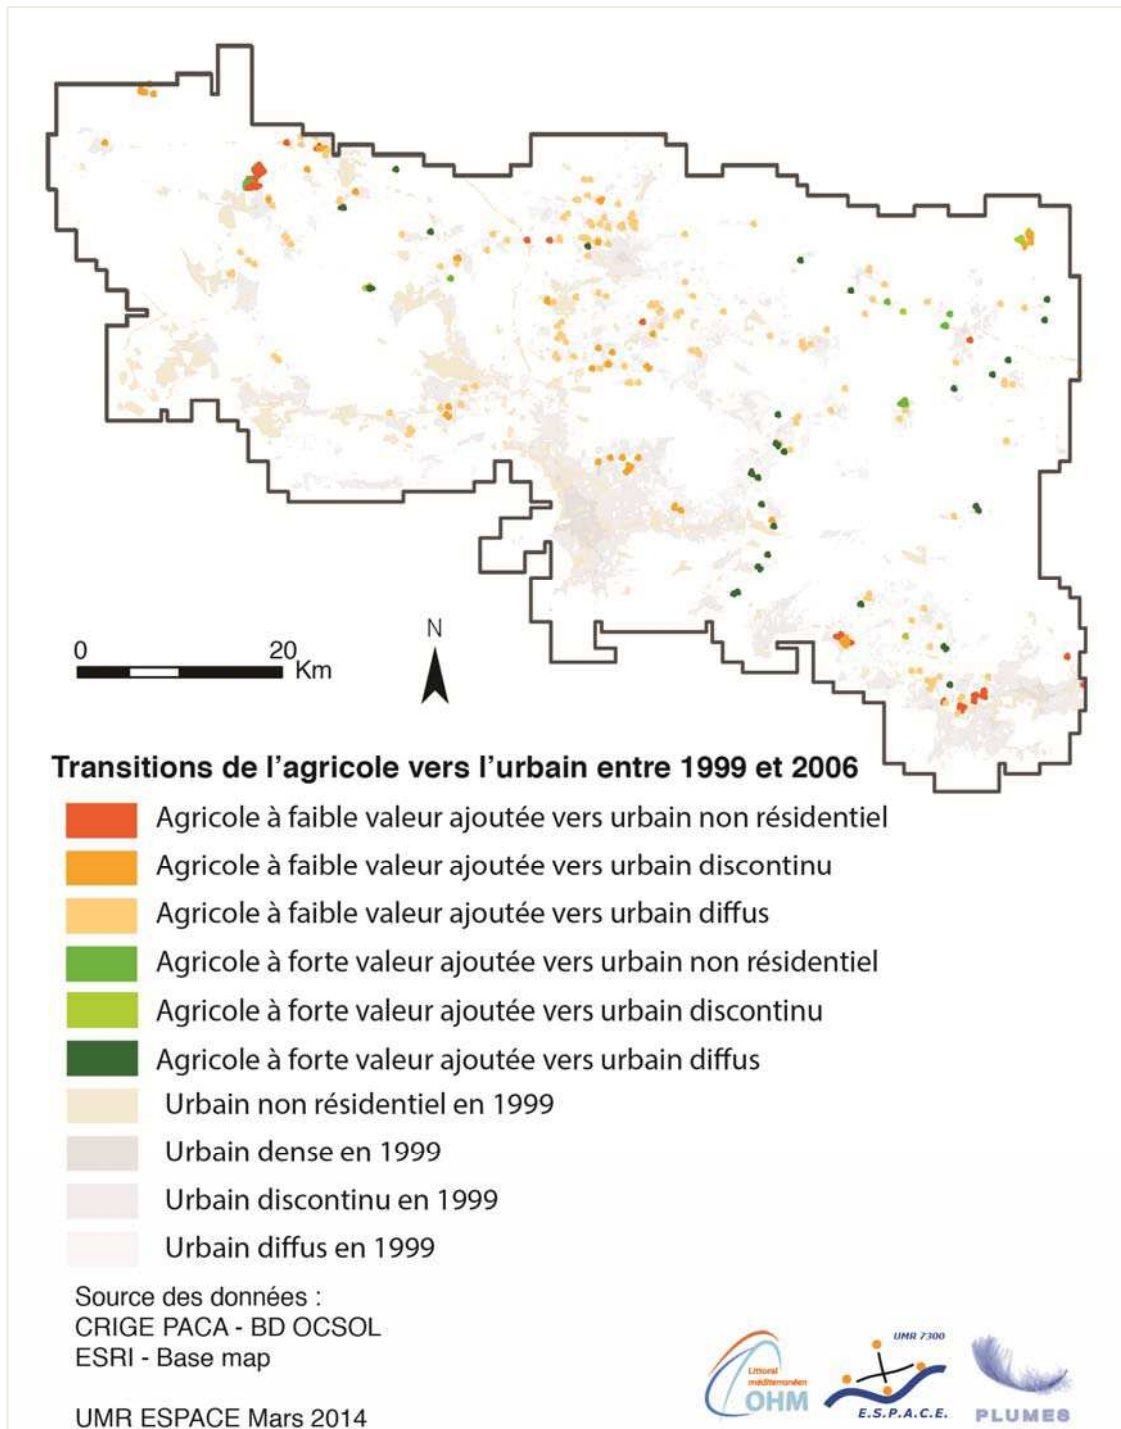 0 20
Km
N
Transitions de l'agricole vers l'urbain entre 1999 et 2006
Agricole à faible valeur ajoutée vers urbain non résidentiel
Agricole à faible valeur ajoutée vers urbain discontinu
Agricole à faible valeur ajoutée vers urbain diffus
Agricole à forte valeur ajoutée vers urbain non résidentiel
Agricole à forte valeur ajoutée vers urbain discontinu
Agricole à forte valeur ajoutée vers urbain diffus
Urbain non résidentiel en 1999
Urbain dense en 1999
Urbain discontinu en 1999
Urbain diffus en 1999
Source des données :
CRIGE PACA - BD OCSOL
ESRI - Base map
UMR ESPACE Mars 2014
Littoral
méditerranéen
OHM
UMR 7300
E.S.P.A.C.E.
PLUMES